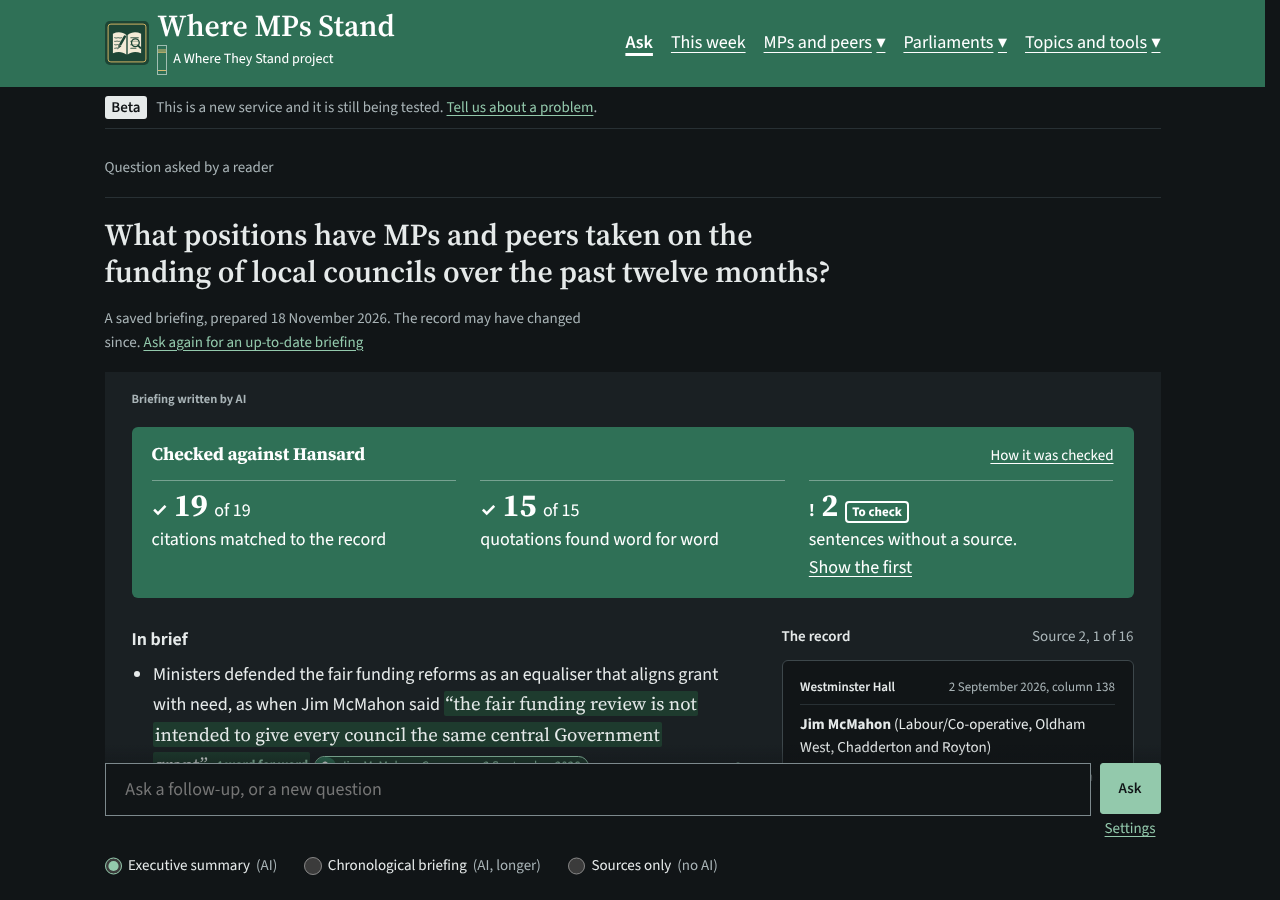 Where MPs Stand
A Where They Stand project
Ask This week MPs and peers ▾ Parliaments ▾ Topics and tools ▾
Beta This is a new service and it is still being tested. Tell us about a problem.
Question asked by a reader
What positions have MPs and peers taken on the
funding of local councils over the past twelve months?
A saved briefing, prepared 18 November 2026. The record may have changed
since. Ask again for an up-to-date briefing
Briefing written by AI
Checked against Hansard
How it was checked
19 of 19
citations matched to the record
15 of 15
quotations found word for word
! 2 To check
sentences without a source.
Show the first
In brief
Ministers defended the fair funding reforms as an equaliser that aligns grant
with need, as when Jim McMahon said “the fair funding review is not
intended to give every council the same central Government
The record
Source 2, 1 of 16
Westminster Hall
2 September 2026, column 138
Jim McMahon (Labour/Co-operative, Oldham
West, Chadderton and Royton)
Ask a follow-up, or a new question
Ask
Settings
Executive summary (AI)
Chronological briefing (AI, longer)
Sources only (no AI)